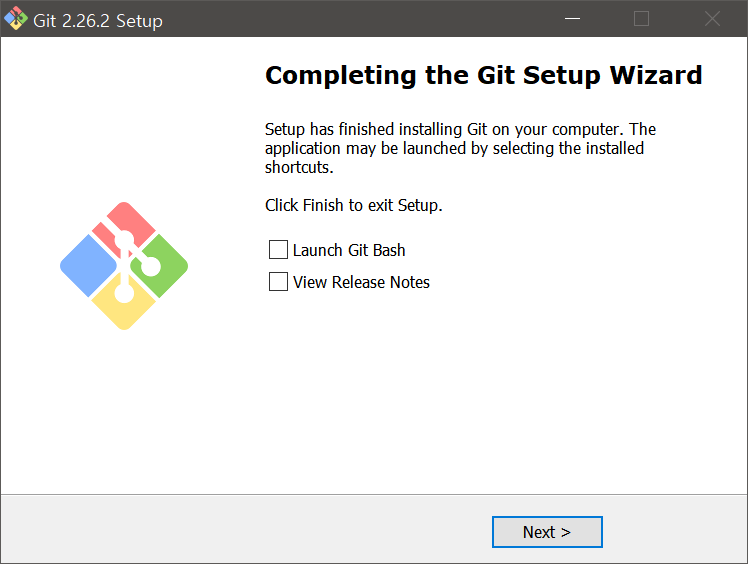 Git 2.26.2 Setup
Completing the Git Setup Wizard
Setup has finished installing Git on your computer. The
application may be launched by selecting the installed
shortcuts.
Click Finish to exit Setup.
Launch Git Bash
View Release Notes
Next >